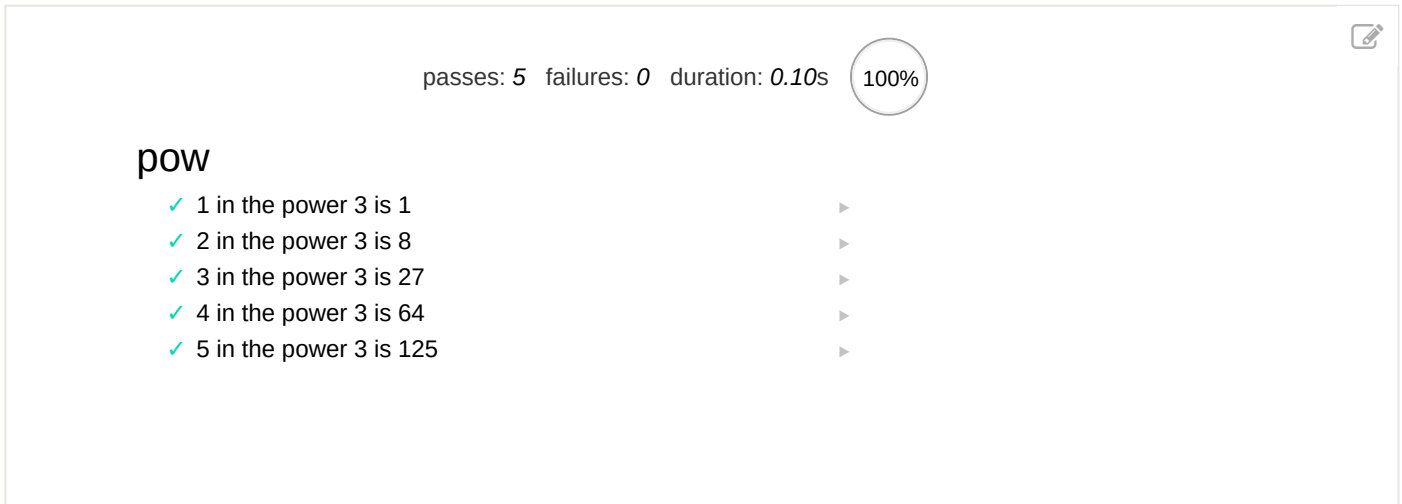 passes: 5 failures: 0 duration: 0.10s 100%
pow
✓ 1 in the power 3 is 1
✓ 2 in the power 3 is 8
✓ 3 in the power 3 is 27
✓ 4 in the power 3 is 64
✓ 5 in the power 3 is 125